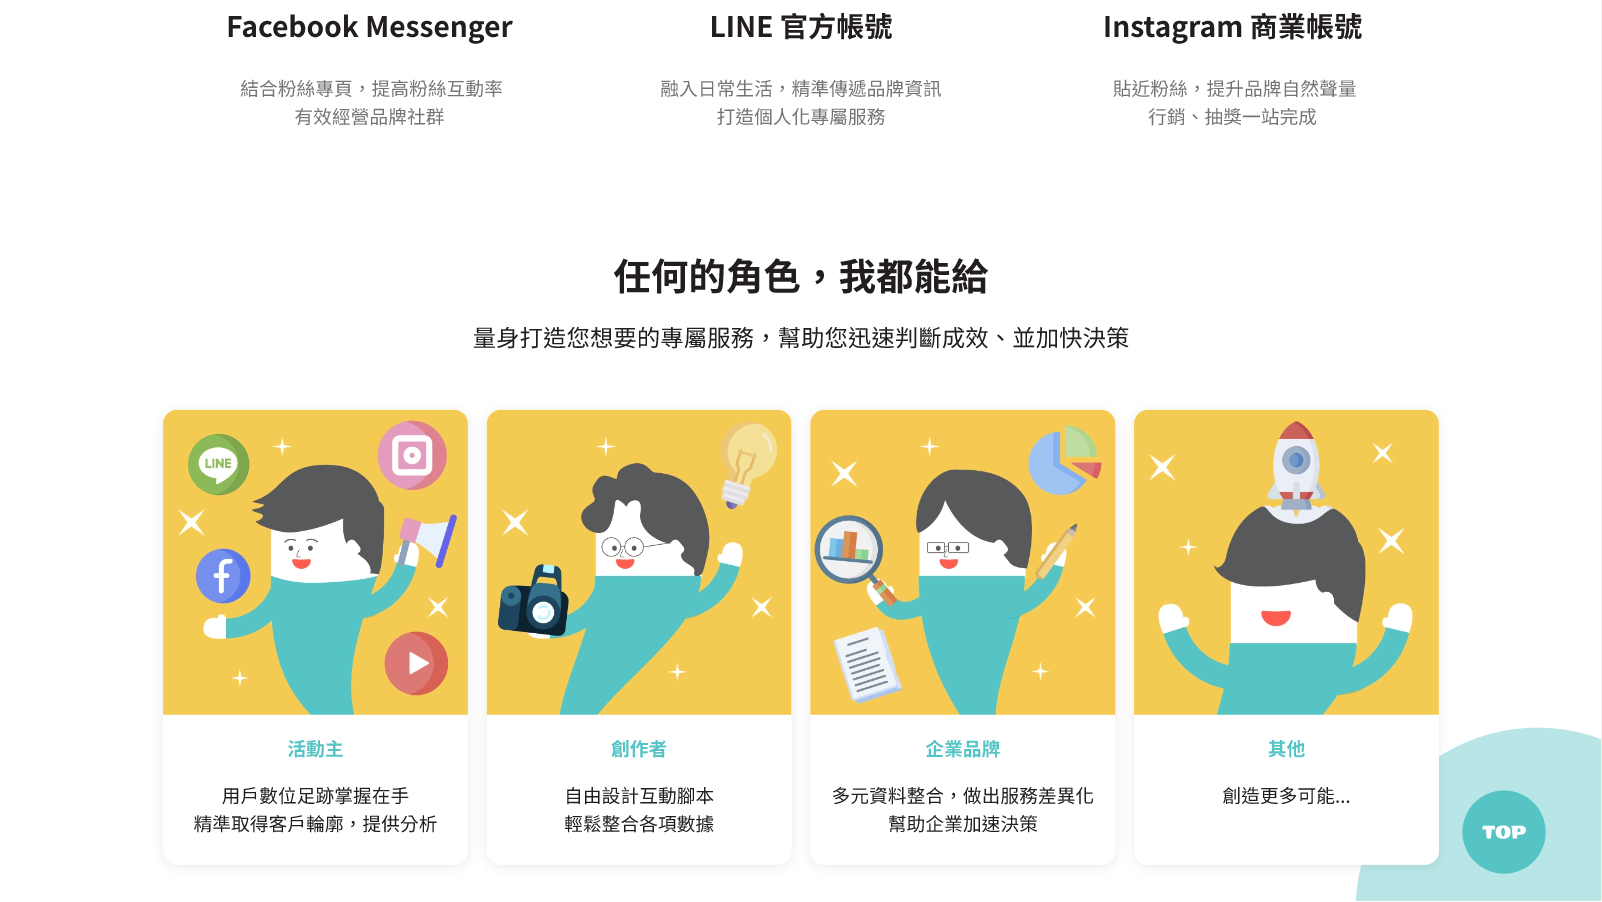 Facebook Messenger
結合粉絲專頁，提高粉絲互動率
有效經營品牌社群
LINE 官方帳號
融入日常生活，精準傳遞品牌資訊
打造個人化專屬服務
Instagram 商業帳號
貼近粉絲，提升品牌自然聲量
行銷、抽獎一站完成
任何的角色，我都能給
量身打造您想要的專屬服務，幫助您迅速判斷成效、並加快決策
LINE
活動主
用戶數位足跡掌握在手
精準取得客戶輪廓，提供分析
創作者
自由設計互動腳本
輕鬆整合各項數據
企業品牌
多元資料整合，做出服務差異化
幫助企業加速決策
其他
創造更多可能...
TOP